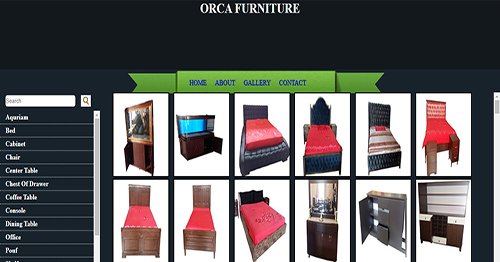 ORCA FURNITURE
HOME ABOUT GALLERY CONTACT
Search
Aquriam
Bed
Cabinet
Chair
Center Table
Chest Of Drawer
Coffee Table
Console
Dining Table
Office
Pouf